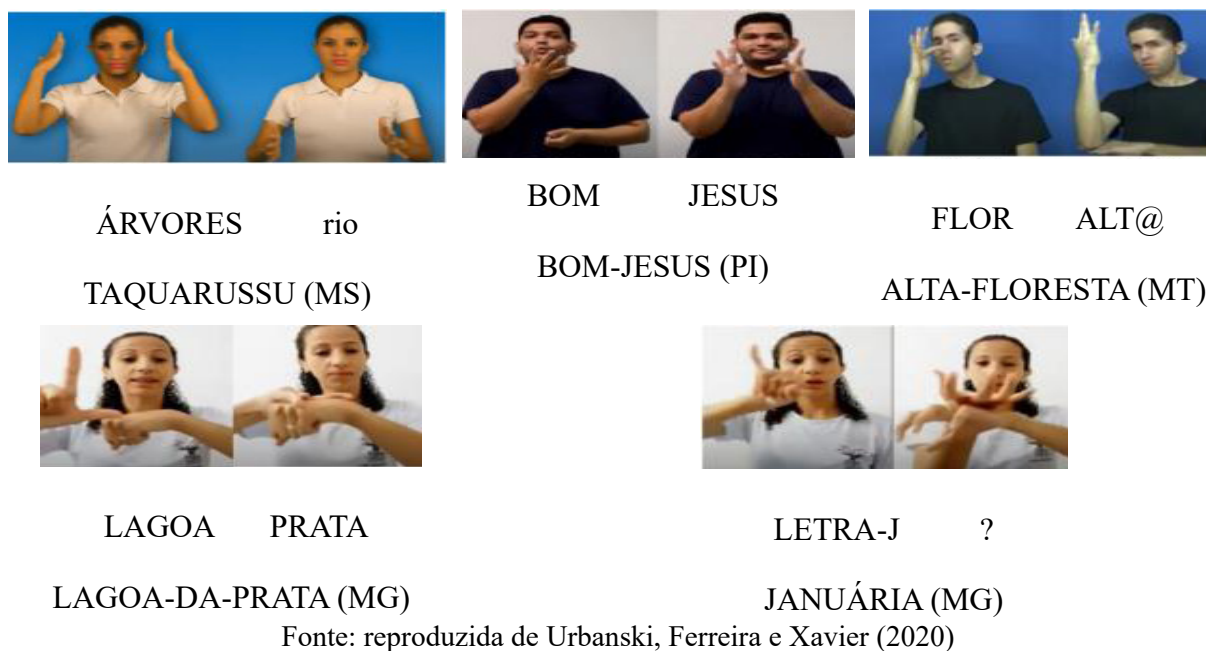 ÁRVORES rio
TAQUARUSSU (MS)
BOM JESUS
BOM-JESUS (PI)
FLOR ALT@
ALTA-FLORESTA (MT)
LAGOA PRATA
LAGOA-DA-PRATA (MG)
LETRA-J ?
JANUÁRIA (MG)
Fonte: reproduzida de Urbanski, Ferreira e Xavier (2020)